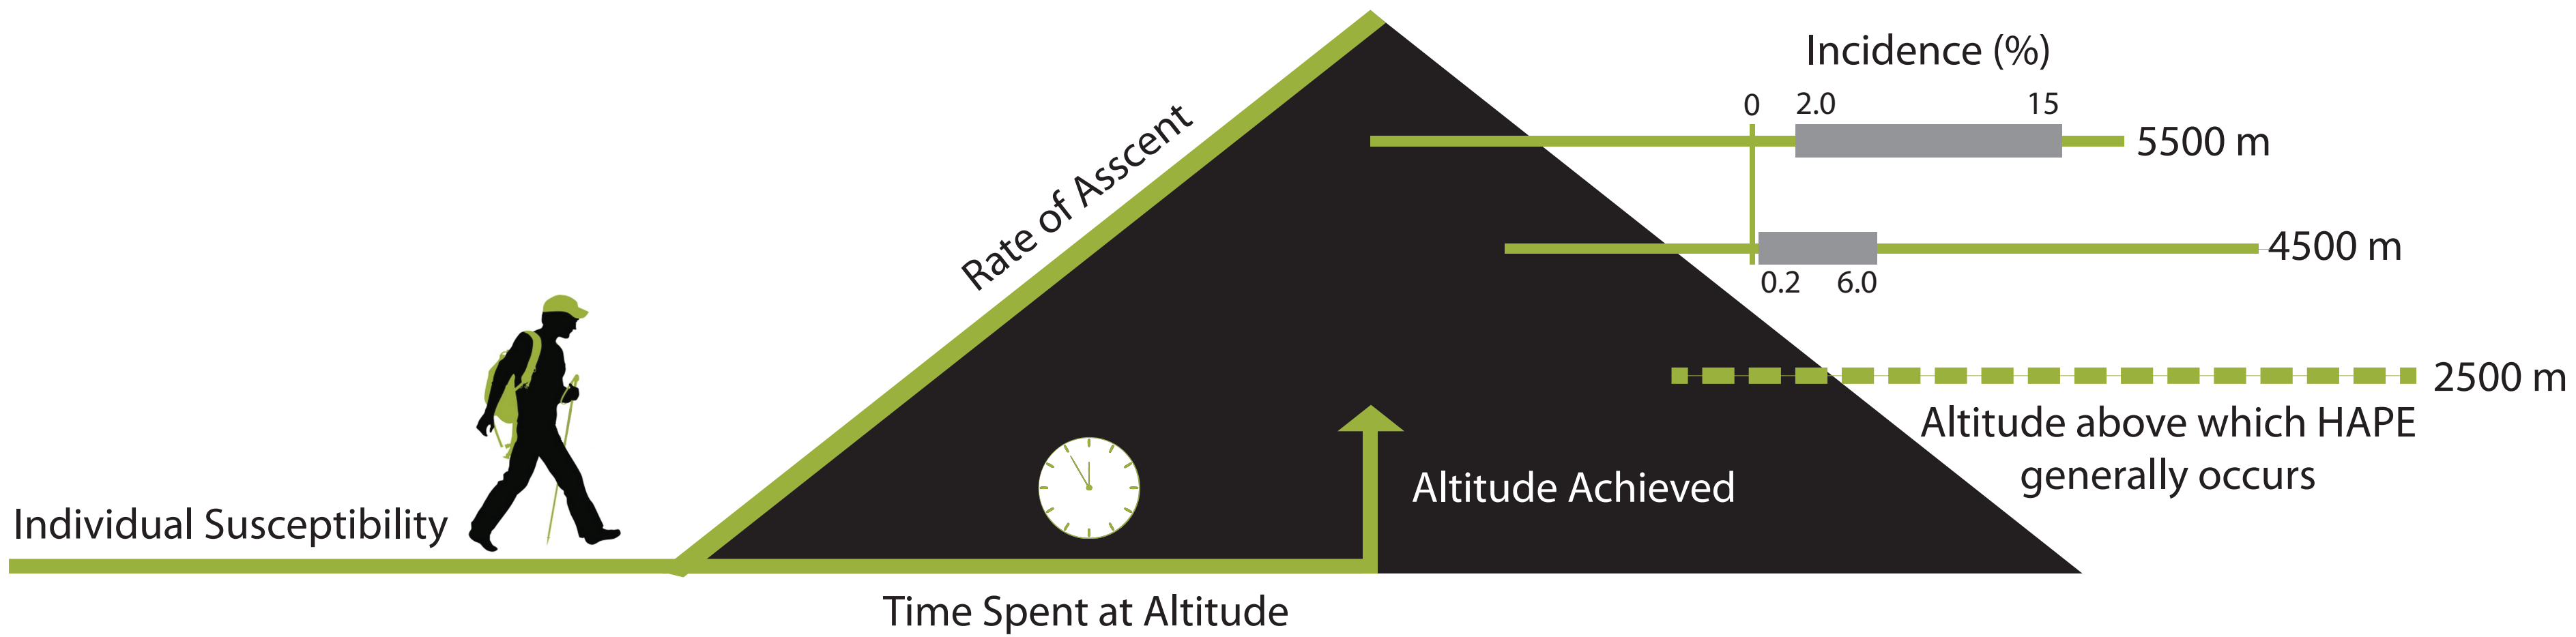 Incidence (%)
0 2.0 15
5500 m
Rate of Asscent
4500 m
0.2 6.0
2500 m
Altitude above which HAPE
generally occurs
Altitude Achieved
Individual Susceptibility
Time Spent at Altitude